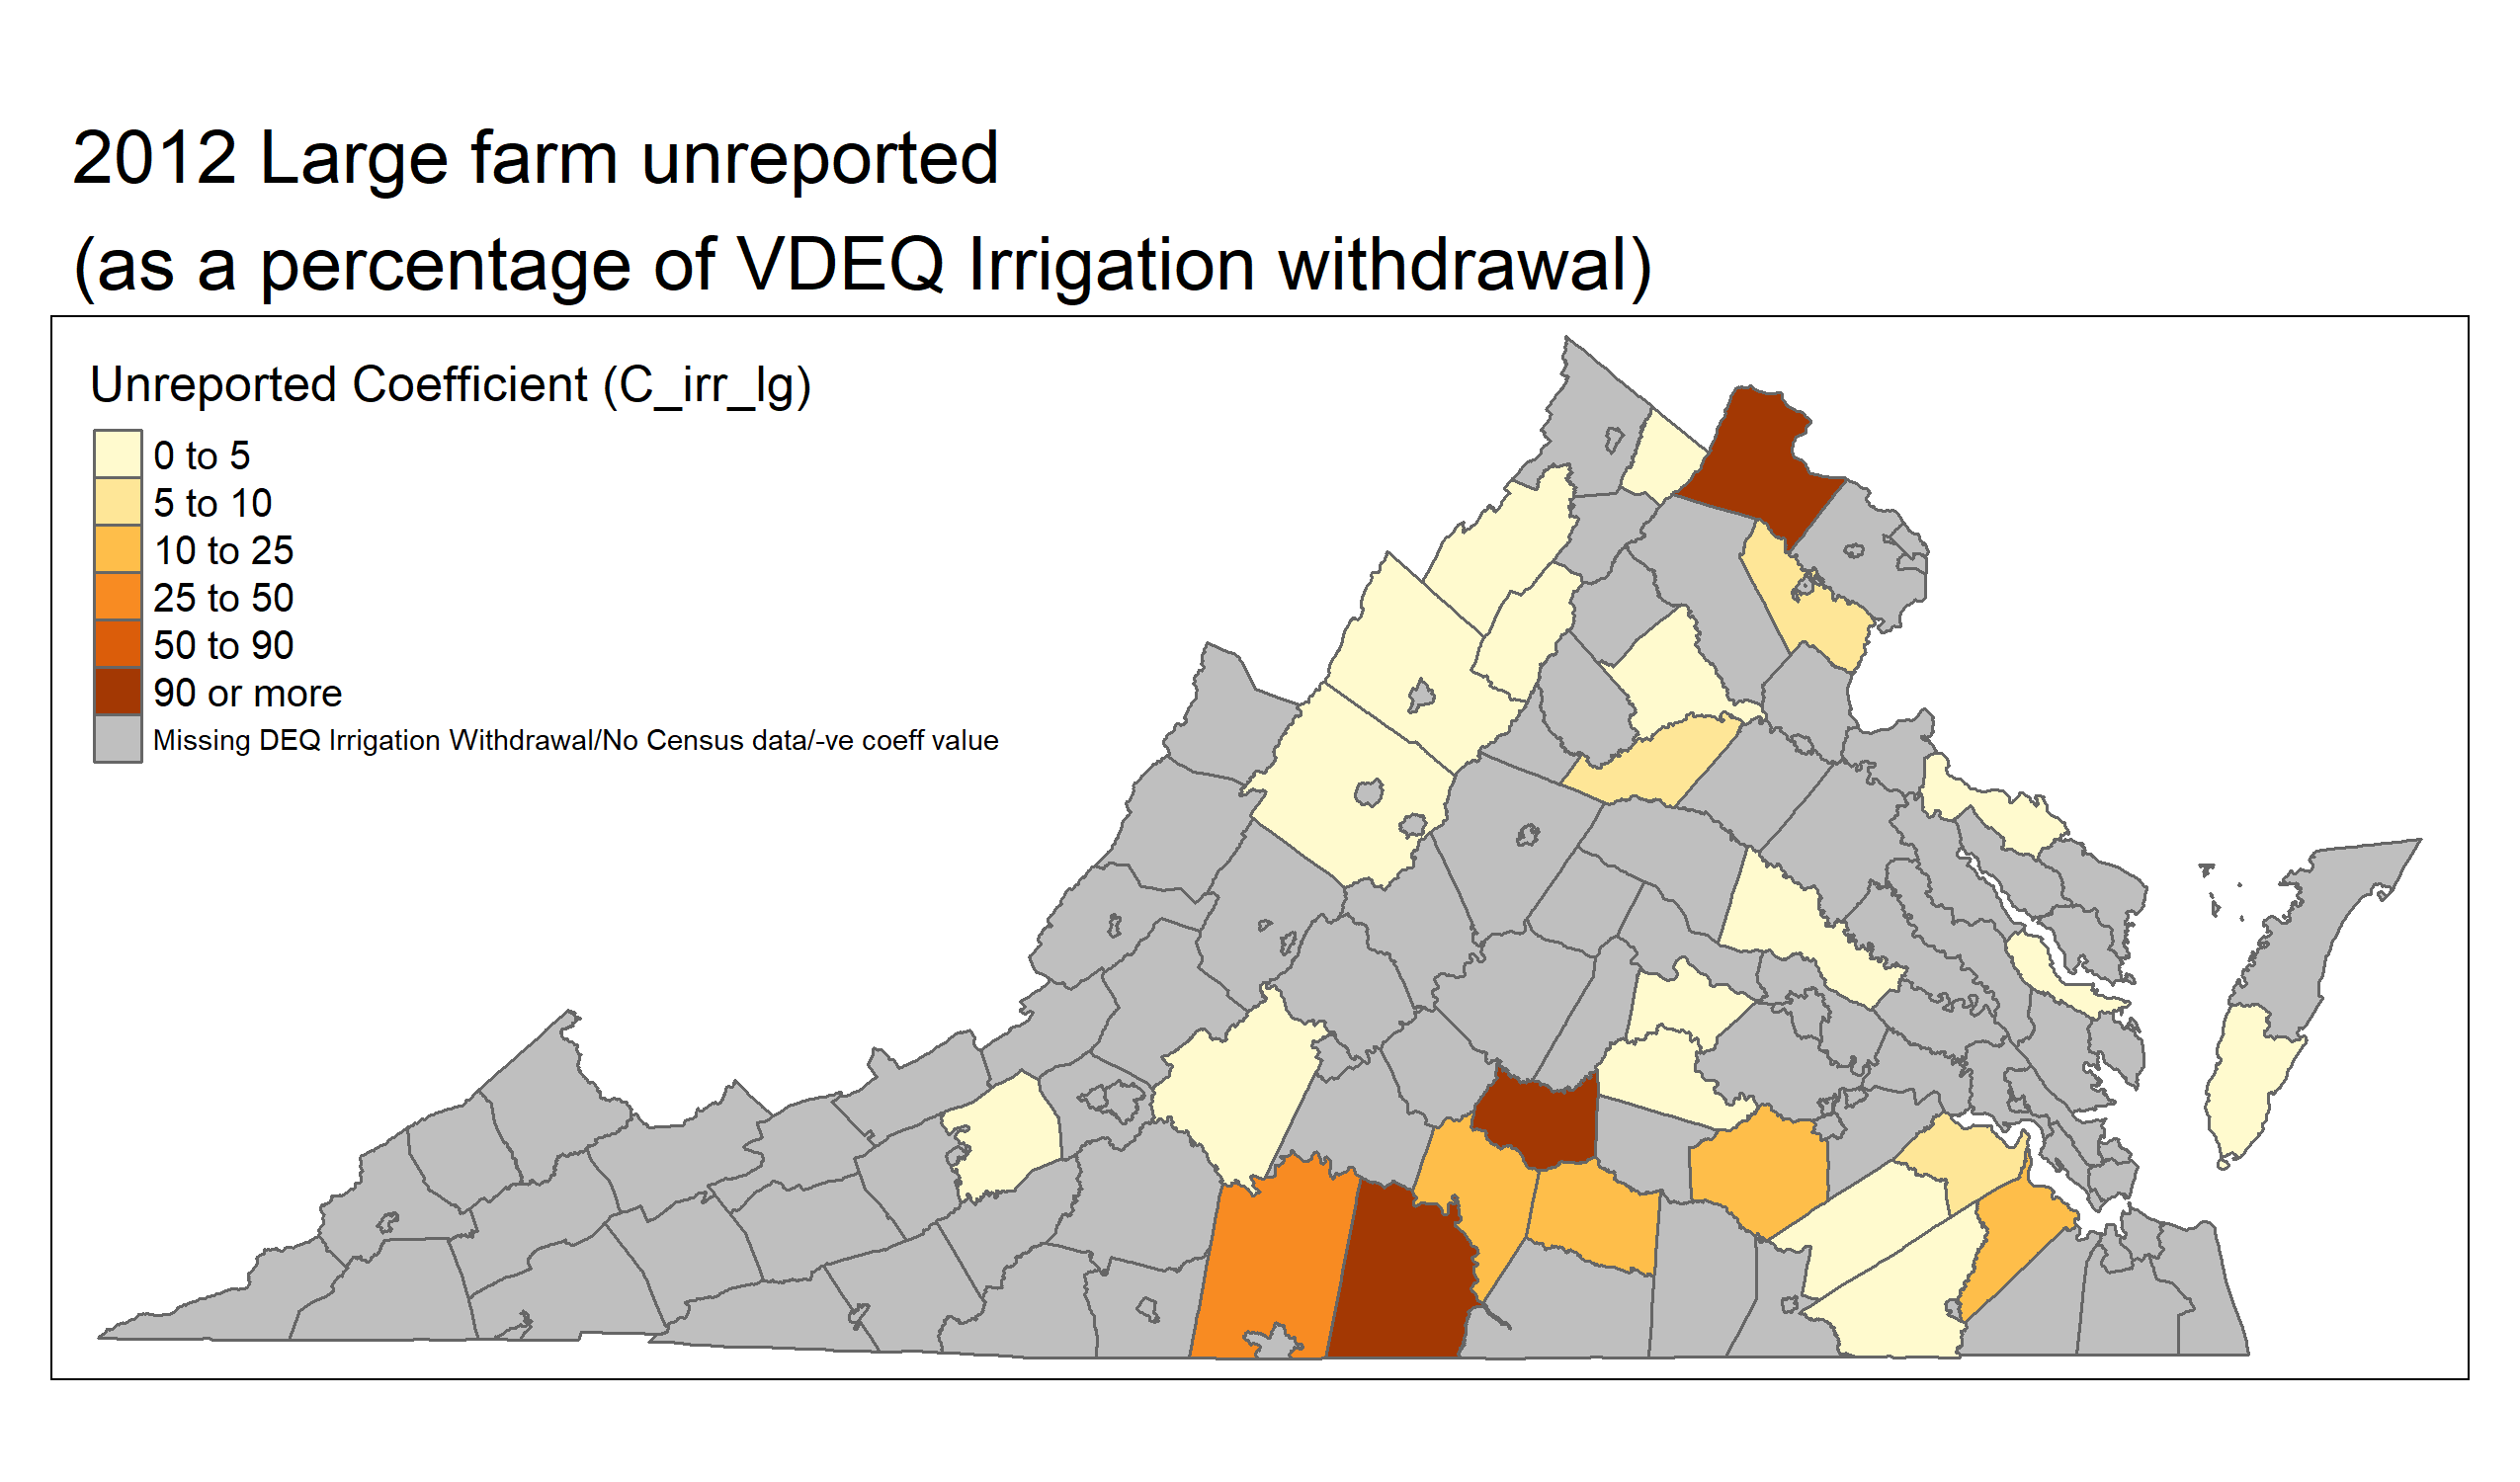 2012 Large farm unreported
(as a percentage of VDEQ Irrigation withdrawal)
Unreported Coefficient (C_irr_lg)
0 to 5
5 to 10
10 to 25
25 to 50
50 to 90
90 or more
Missing DEQ Irrigation Withdrawal/No Census data/-ve coeff value